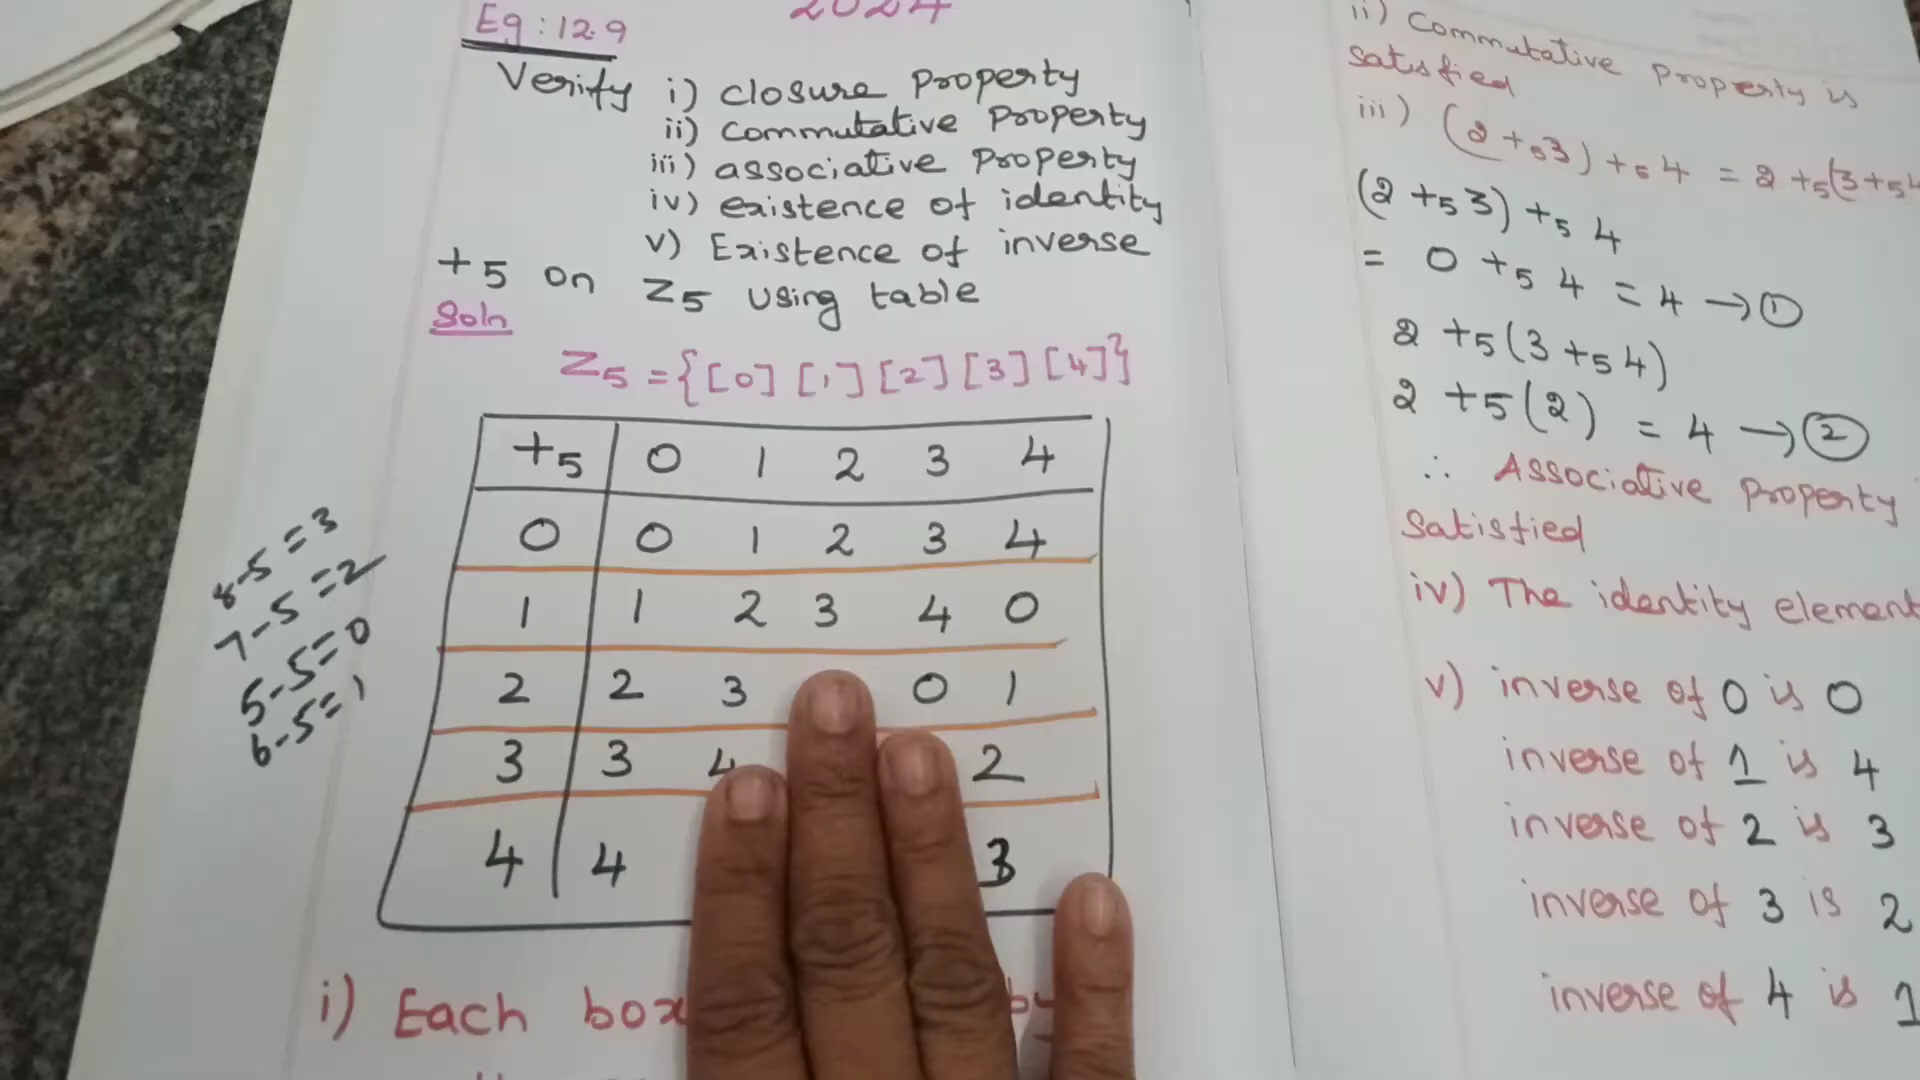 2024
Eg : 12.9
Verify i) closure property
ii) commutative property
iii) associative property
iv) existence of identity
v) Existence of inverse
+5 on Z5 using table
Soln
Z5 = {[0] [1] [2] [3] [4]}
+5 0 1 2 3 4
0 0 1 2 3 4
1 1 2 3 4 0
2 2 3 0 1
3 3 4 2
4 4 3
8-5=3
7-5=2
5-5=0
6-5=1
i) Each box
ii) Commutative Property is
Satisfied
iii) (2 +5 3) +5 4 = 2 +5 (3 +5 4
(2 +5 3) +5 4
= 0 +5 4 = 4 → ①
2 +5 (3 +5 4)
2 +5 (2) = 4 → ②
∴ Associative property
Satisfied
iv) The identity element
v) inverse of 0 is 0
inverse of 1 is 4
inverse of 2 is 3
inverse of 3 is 2
inverse of 4 is 1